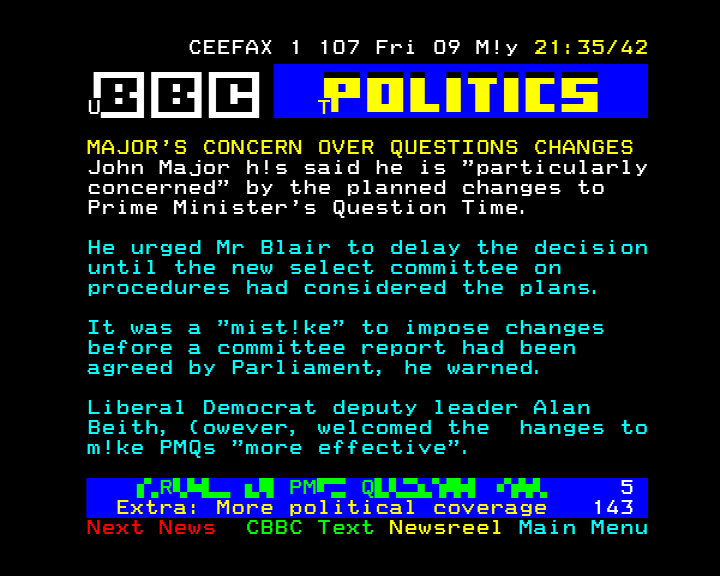 CEEFAX 1 107 Fri 09 M!y 21:35/42
BBC POLITICS
MAJOR'S CONCERN OVER QUESTIONS CHANGES
John Major h!s said he is "particularly
concerned" by the planned changes to
Prime Minister's Question Time.
He urged Mr Blair to delay the decision
until the new select committee on
procedures had considered the plans.
It was a "mist!ke" to impose changes
before a committee report had been
agreed by Parliament, he warned.
Liberal Democrat deputy leader Alan
Beith, (owever, welcomed the  hanges to
m!ke PMQs "more effective".
5
Extra: More political coverage 143
Next News CBBC Text Newsreel Main Menu